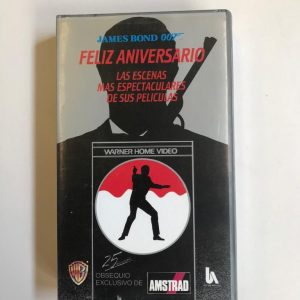 JAMES BOND 007
FELIZ ANIVERSARIO
LAS ESCENAS
MAS ESPECTACULARES
DE SUS PELICULAS
WARNER HOME VIDEO
25
OBSEQUIO
EXCLUSIVO DE
AMSTRAD
WB